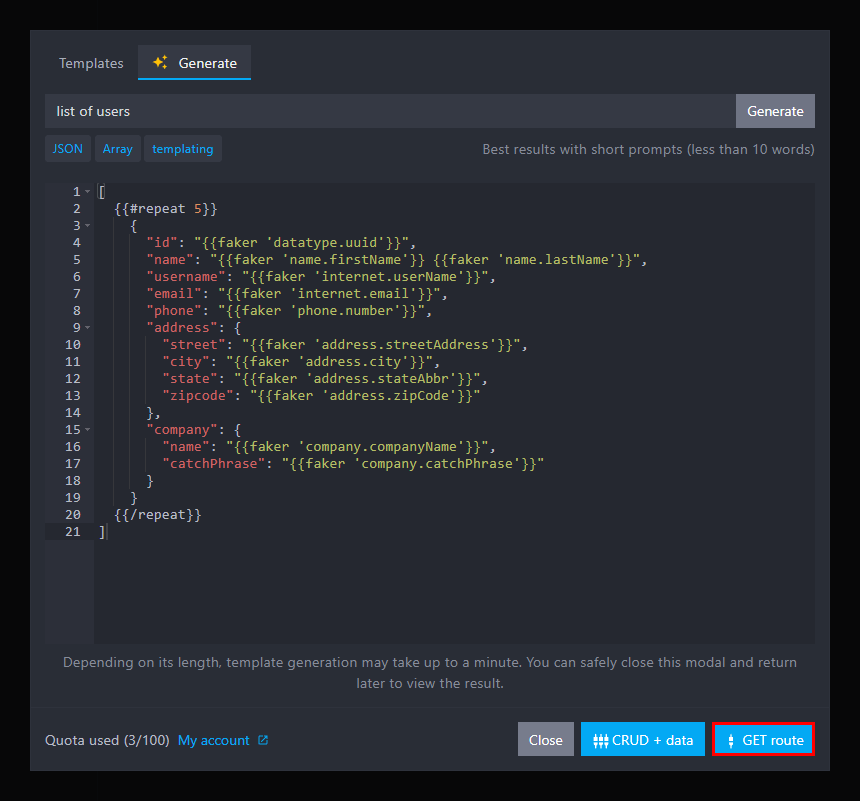 Templates Generate
list of users Generate
JSON Array templating Best results with short prompts (less than 10 words)
1 [
2 {{#repeat 5}}
3 {
4 "id": "{{faker 'datatype.uuid'}}",
5 "name": "{{faker 'name.firstName'}} {{faker 'name.lastName'}}",
6 "username": "{{faker 'internet.userName'}}",
7 "email": "{{faker 'internet.email'}}",
8 "phone": "{{faker 'phone.number'}}",
9 "address": {
10 "street": "{{faker 'address.streetAddress'}}",
11 "city": "{{faker 'address.city'}}",
12 "state": "{{faker 'address.stateAbbr'}}",
13 "zipcode": "{{faker 'address.zipCode'}}"
14 },
15 "company": {
16 "name": "{{faker 'company.companyName'}}",
17 "catchPhrase": "{{faker 'company.catchPhrase'}}"
18 }
19 }
20 {{/repeat}}
21 ]
Depending on its length, template generation may take up to a minute. You can safely close this modal and return
later to view the result.
Quota used (3/100) My account Close CRUD + data GET route